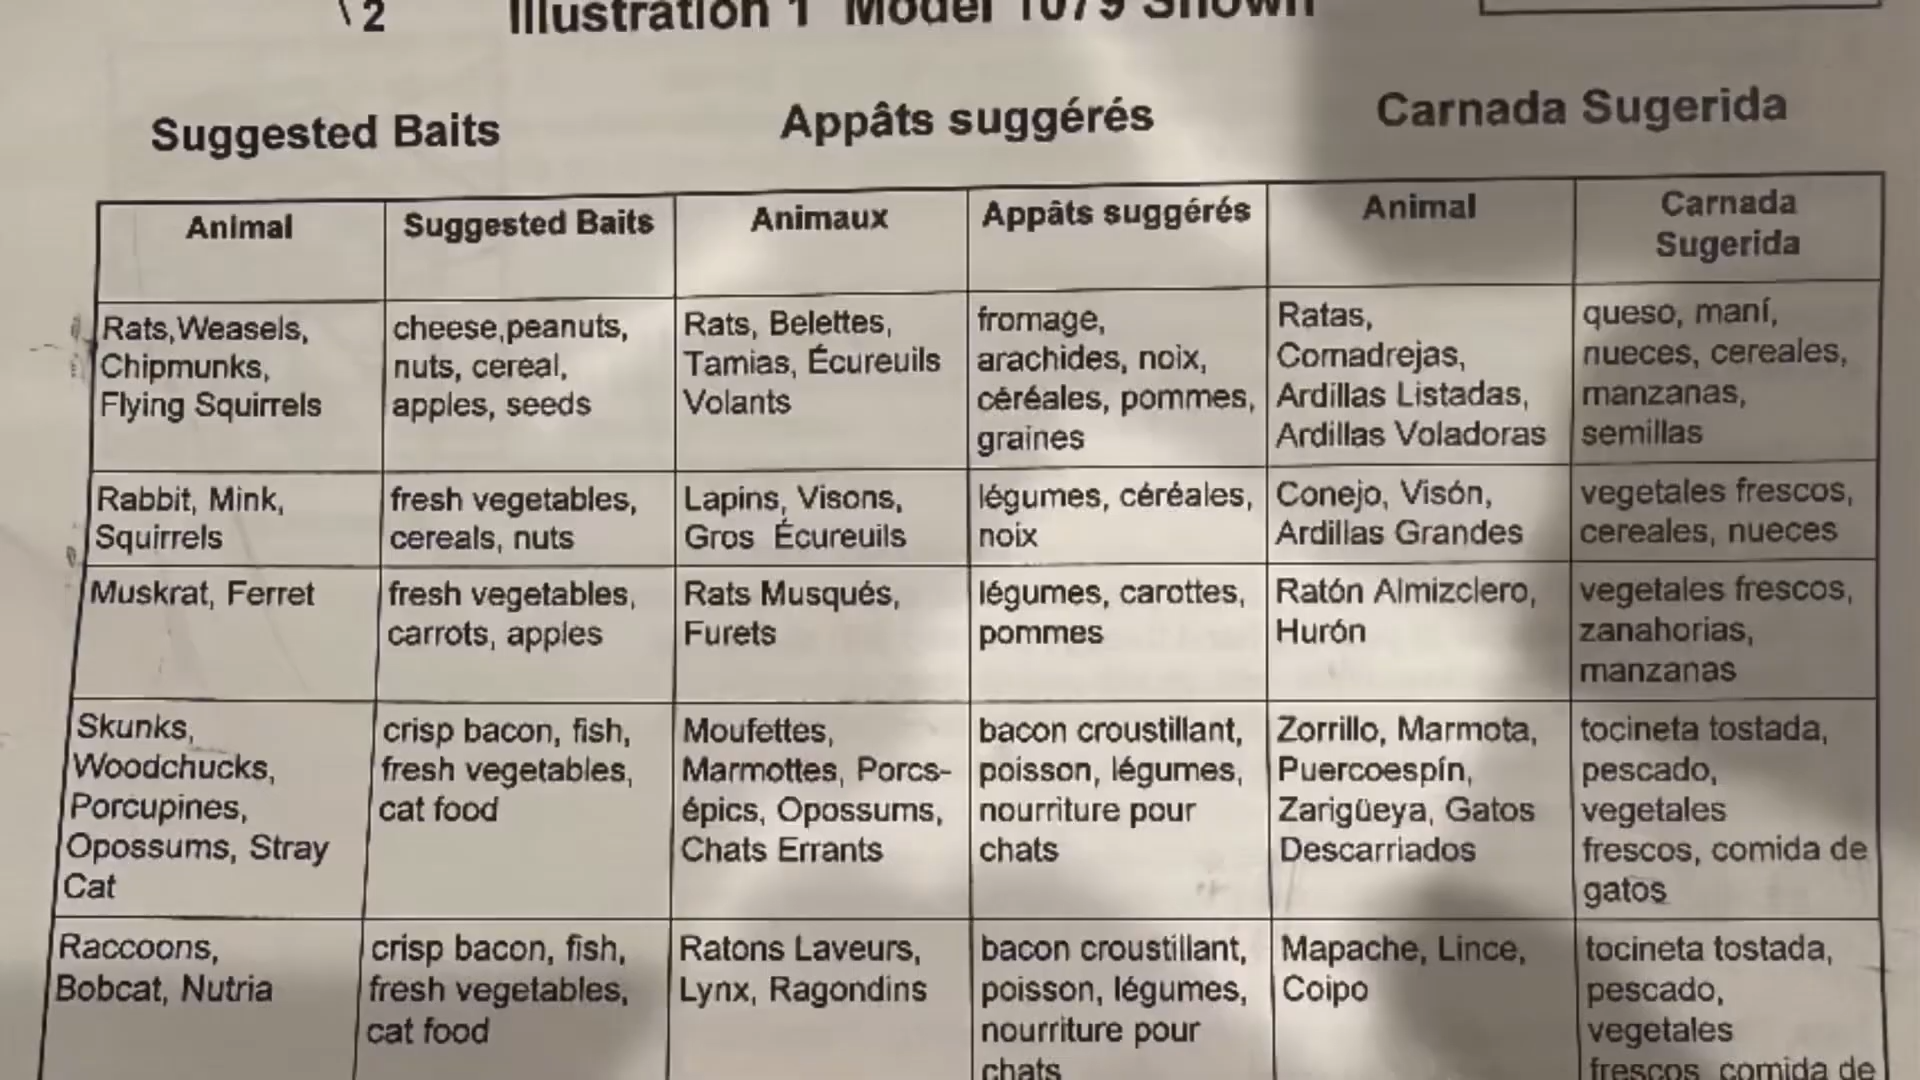 \2 Illustration 1 Model 1079 Shown
Suggested Baits
Appâts suggérés
Carnada Sugerida
Animal
Suggested Baits
Animaux
Appâts suggérés
Animal
Carnada
Sugerida
Rats,Weasels,
Chipmunks,
Flying Squirrels
cheese,peanuts,
nuts, cereal,
apples, seeds
Rats, Belettes,
Tamias, Écureuils
Volants
fromage,
arachides, noix,
céréales, pommes,
graines
Ratas,
Comadrejas,
Ardillas Listadas,
Ardillas Voladoras
queso, maní,
nueces, cereales,
manzanas,
semillas
Rabbit, Mink,
Squirrels
fresh vegetables,
cereals, nuts
Lapins, Visons,
Gros Écureuils
légumes, céréales,
noix
Conejo, Visón,
Ardillas Grandes
vegetales frescos,
cereales, nueces
Muskrat, Ferret
fresh vegetables,
carrots, apples
Rats Musqués,
Furets
légumes, carottes,
pommes
Ratón Almizclero,
Hurón
vegetales frescos,
zanahorias,
manzanas
Skunks,
Woodchucks,
Porcupines,
Opossums, Stray
Cat
crisp bacon, fish,
fresh vegetables,
cat food
Moufettes,
Marmottes, Porcs-
épics, Opossums,
Chats Errants
bacon croustillant,
poisson, légumes,
nourriture pour
chats
Zorrillo, Marmota,
Puercoespín,
Zarigüeya, Gatos
Descarriados
tocineta tostada,
pescado,
vegetales
frescos, comida de
gatos
Raccoons,
Bobcat, Nutria
crisp bacon, fish,
fresh vegetables,
cat food
Ratons Laveurs,
Lynx, Ragondins
bacon croustillant,
poisson, légumes,
nourriture pour
chats
Mapache, Lince,
Coipo
tocineta tostada,
pescado,
vegetales
frescos, comida de